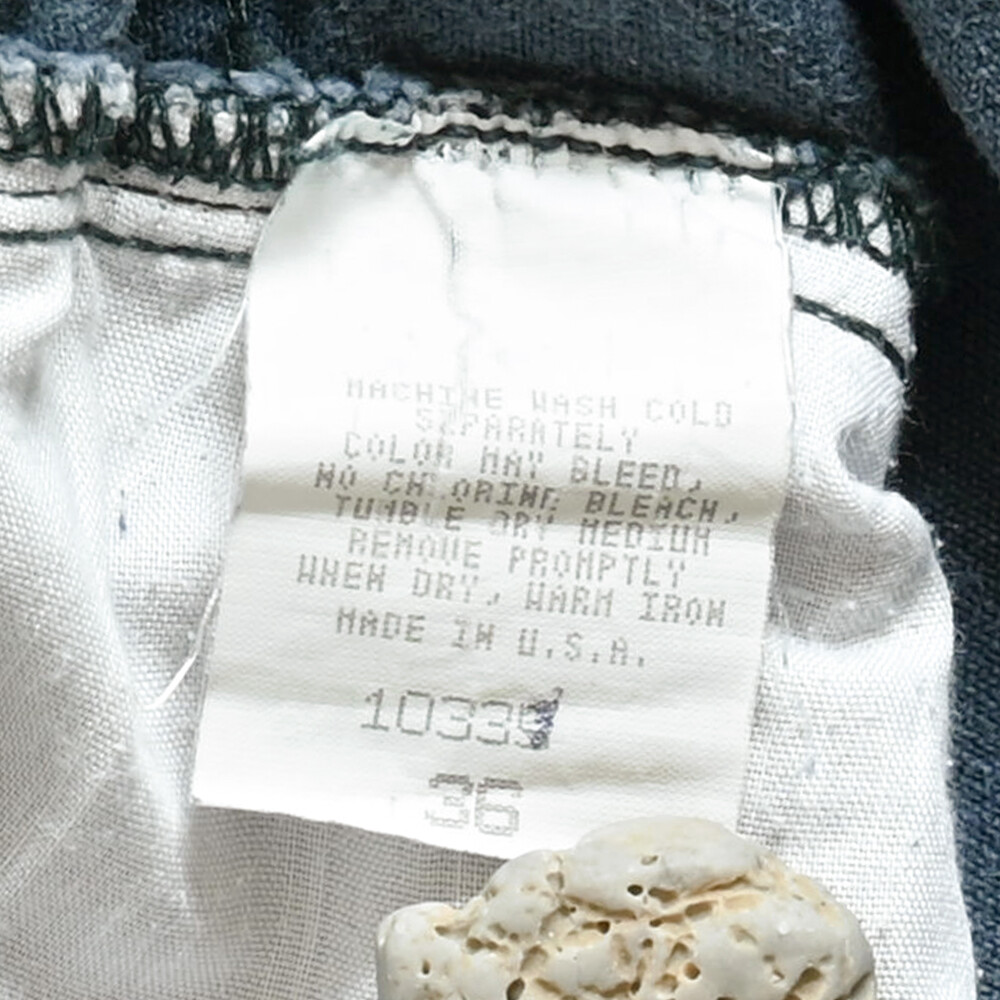 MACHINE WASH COLD
SEPARATELY
COLOR MAY BLEED,
NO CHLORINE BLEACH,
TUMBLE DRY MEDIUM
REMOVE PROMPTLY
WHEN DRY, WARM IRON
MADE IN U.S.A.
36